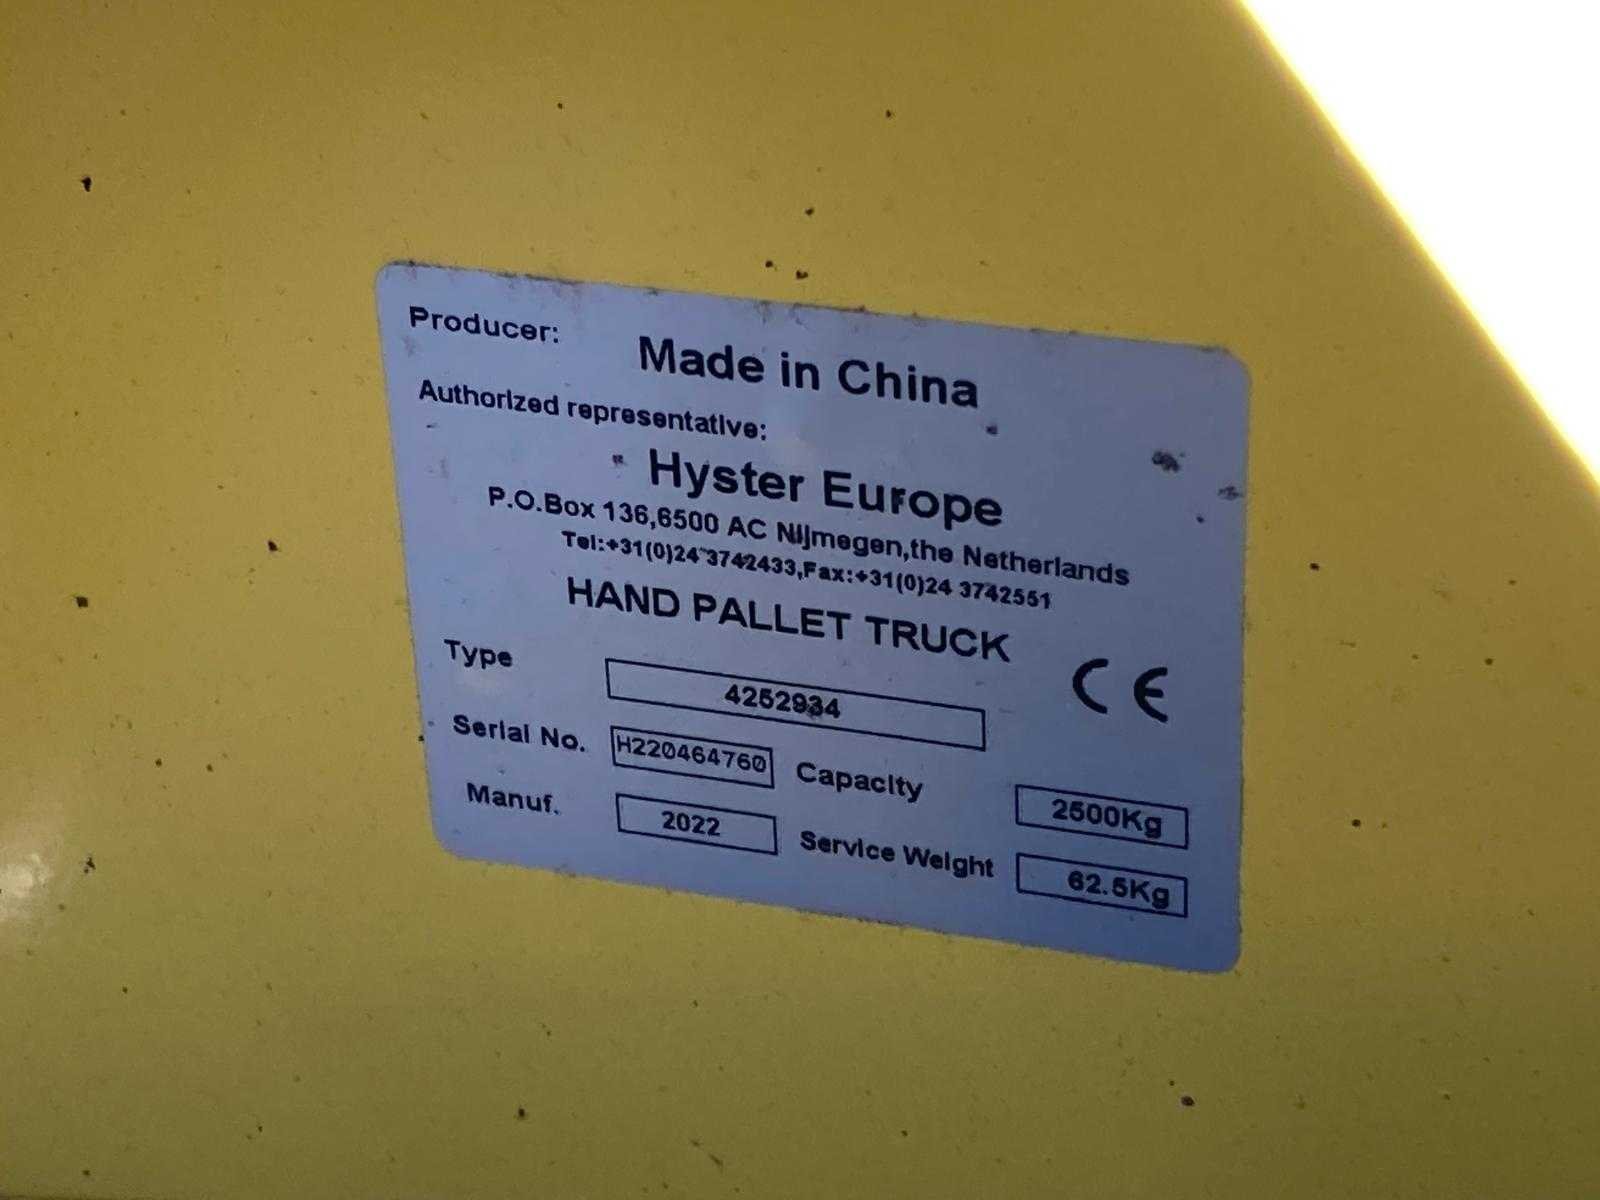 Producer:
Made in China
Authorized representative:
Hyster Europe
P.O.Box 136,6500 AC Nijmegen,the Netherlands
Tel:+31(0)24 3742433,Fax:+31(0)24 3742551
HAND PALLET TRUCK
CE
Type 4252934
Serial No. H220464760 Capacity 2500Kg
Manuf. 2022 Service Weight 62.5Kg